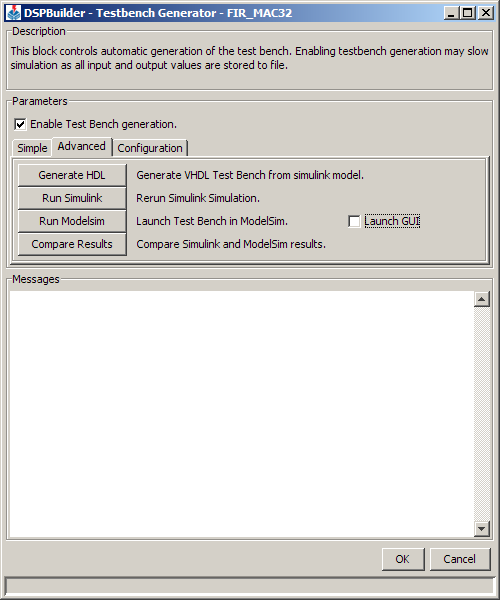 DSPBuilder - Testbench Generator - FIR_MAC32
Description
This block controls automatic generation of the test bench. Enabling testbench generation may slow
simulation as all input and output values are stored to file.
Parameters
Enable Test Bench generation.
Simple Advanced Configuration
Generate HDL Generate VHDL Test Bench from simulink model.
Run Simulink Rerun Simulink Simulation.
Run Modelsim Launch Test Bench in ModelSim. Launch GUI
Compare Results Compare Simulink and ModelSim results.
Messages
OK Cancel